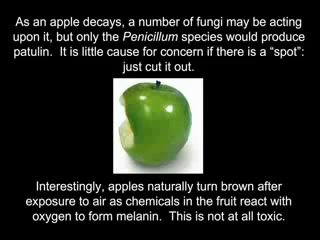 As an apple decays, a number of fungi may be acting
upon it, but only the Penicillum species would produce
patulin.  It is little cause for concern if there is a “spot”:
just cut it out.
Interestingly, apples naturally turn brown after
exposure to air as chemicals in the fruit react with
oxygen to form melanin.  This is not at all toxic.